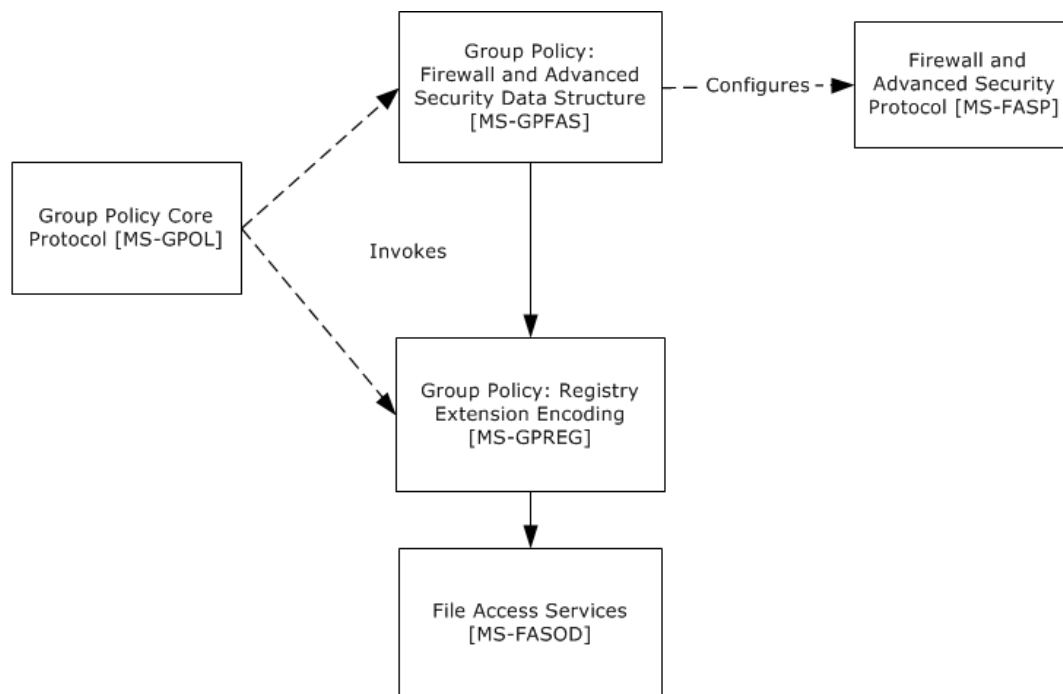 Group Policy:
Firewall and Advanced
Security Data Structure
[MS-GPFAS]
Configures
Firewall and
Advanced Security
Protocol [MS-FASP]
Group Policy Core
Protocol [MS-GPOL]
Invokes
Group Policy: Registry
Extension Encoding
[MS-GPREG]
File Access Services
[MS-FASOD]